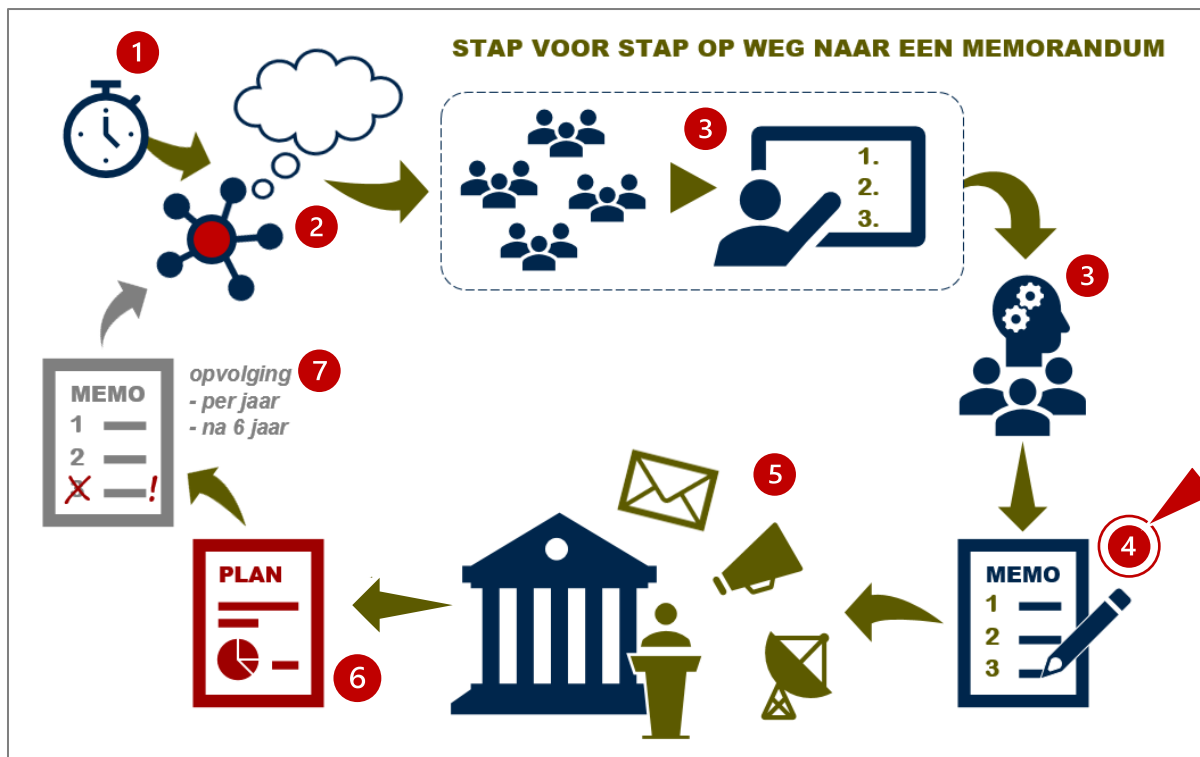 STAP VOOR STAP OP WEG NAAR EEN MEMORANDUM
1
2
3
1.
2.
3.
3
4
MEMO
1
2
3
5
6
PLAN
7
opvolging
- per jaar
- na 6 jaar
MEMO
1
2
3
!